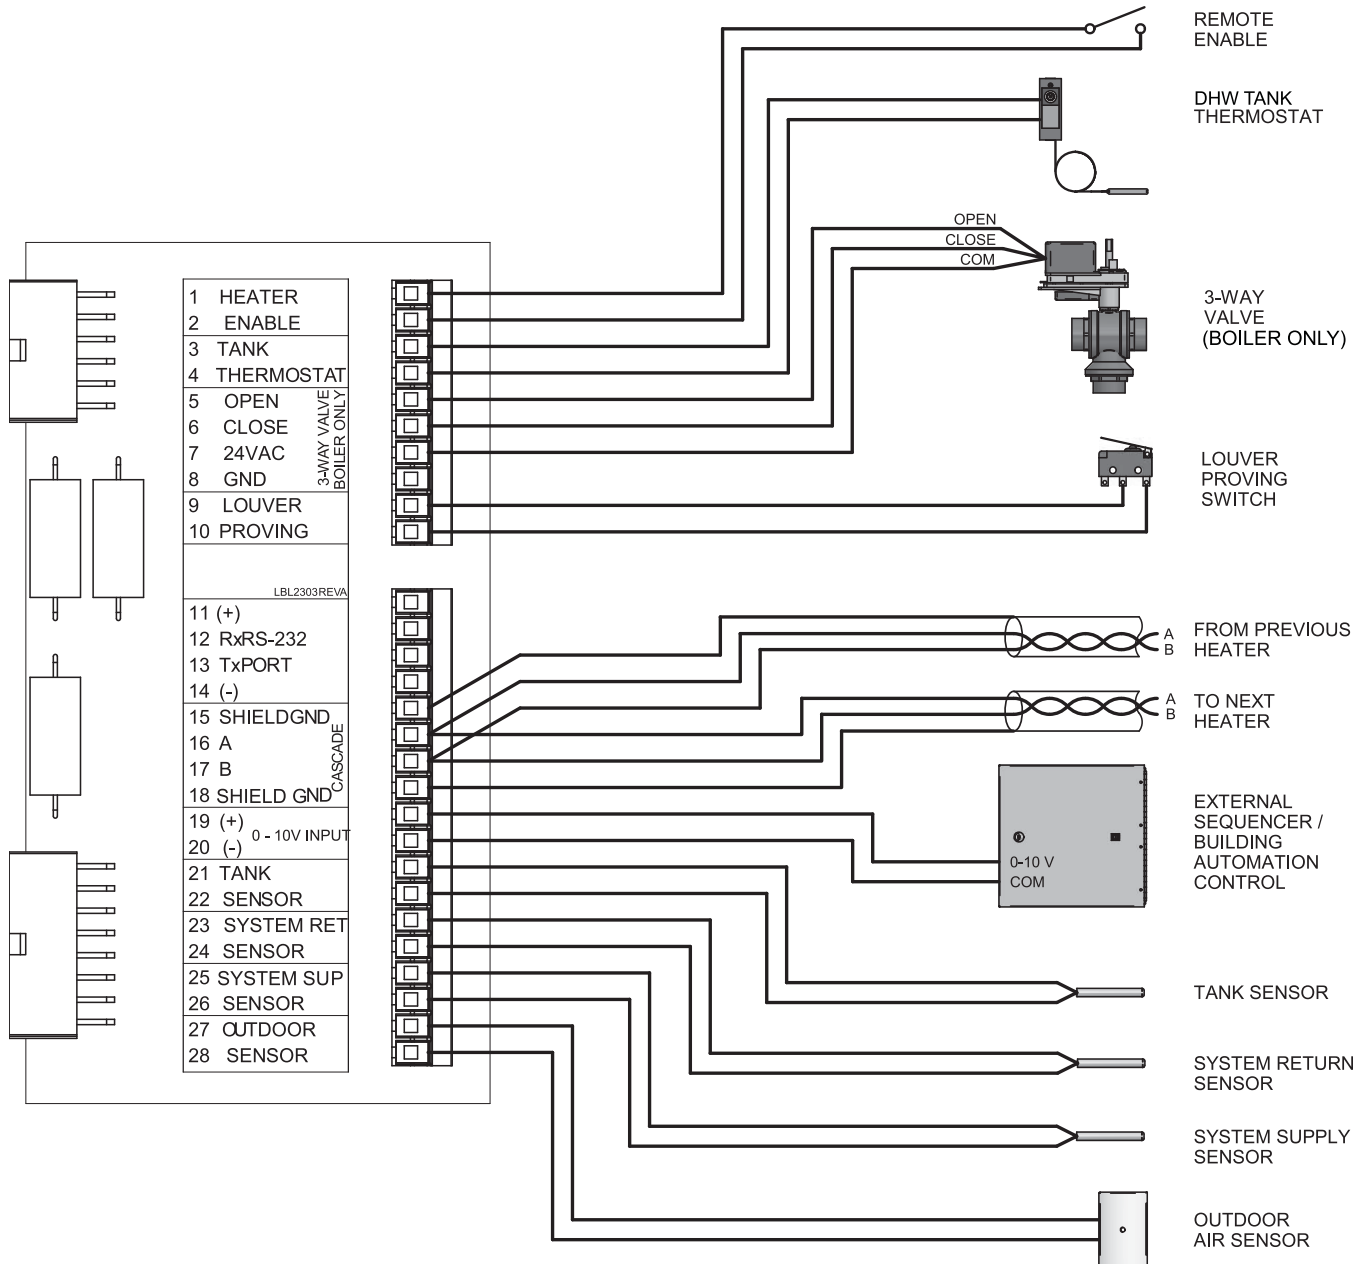 REMOTE
ENABLE
DHW TANK
THERMOSTAT
OPEN
CLOSE
COM
3-WAY
VALVE
(BOILER ONLY)
LOUVER
PROVING
SWITCH
1 HEATER
2 ENABLE
3 TANK
4 THERMOSTAT
5 OPEN
6 CLOSE
7 24VAC
8 GND
3-WAY VALVE
BOILER ONLY
9 LOUVER
10 PROVING
LBL2303REVA
11 (+)
12 RxRS-232
13 TxPORT
14 (-)
15 SHIELDGND
16 A
17 B
18 SHIELD GND
CASCADE
19 (+)
20 (-)
0 - 10V INPUT
21 TANK
22 SENSOR
23 SYSTEM RET
24 SENSOR
25 SYSTEM SUP
26 SENSOR
27 OUTDOOR
28 SENSOR
A
B
FROM PREVIOUS
HEATER
A
B
TO NEXT
HEATER
0-10 V
COM
EXTERNAL
SEQUENCER /
BUILDING
AUTOMATION
CONTROL
TANK SENSOR
SYSTEM RETURN
SENSOR
SYSTEM SUPPLY
SENSOR
OUTDOOR
AIR SENSOR